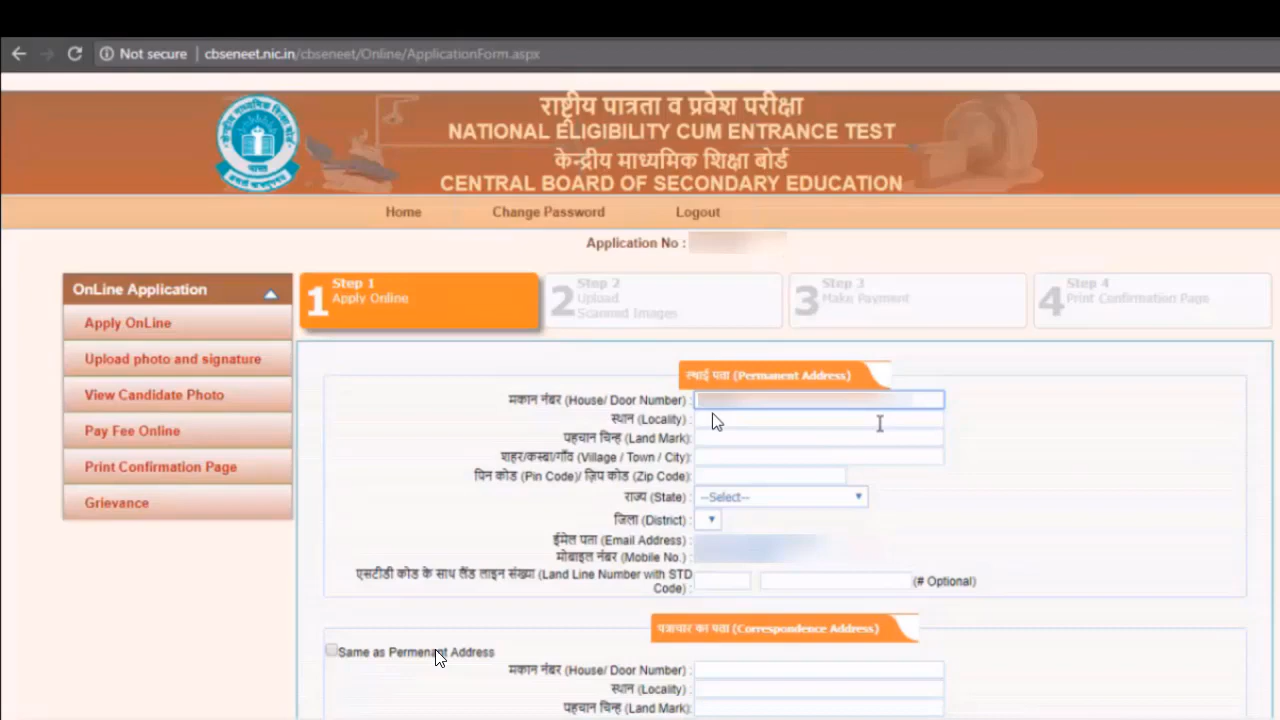 Not secure cbseneet.nic.in/cbseneet/Online/ApplicationForm.aspx
राष्ट्रीय पात्रता व प्रवेश परीक्षा
NATIONAL ELIGIBILITY CUM ENTRANCE TEST
केन्द्रीय माध्यमिक शिक्षा बोर्ड
CENTRAL BOARD OF SECONDARY EDUCATION
Home Change Password Logout
Application No :
OnLine Application
Apply OnLine
Upload photo and signature
View Candidate Photo
Pay Fee Online
Print Confirmation Page
Grievance
1 Step 1
Apply Online
2 Step 2
Upload
Scanned Images
3 Step 3
Make Payment
4 Step 4
Print Confirmation Page
स्थाई पता (Permanent Address)
मकान नंबर (House/ Door Number) :
स्थान (Locality) :
पहचान चिन्ह (Land Mark):
शहर/कस्बा/गाँव (Village / Town / City):
पिन कोड (Pin Code)/ ज़िप कोड (Zip Code):
राज्य (State) : --Select--
जिला (District) :
ईमेल पता (Email Address) :
मोबाइल नंबर (Mobile No.) :
एसटीडी कोड के साथ लैंड लाइन संख्या (Land Line Number with STD
Code) : (# Optional)
पत्राचार का पता (Correspondence Address)
Same as Permenant Address
मकान नंबर (House/ Door Number) :
स्थान (Locality) :
पहचान चिन्ह (Land Mark):